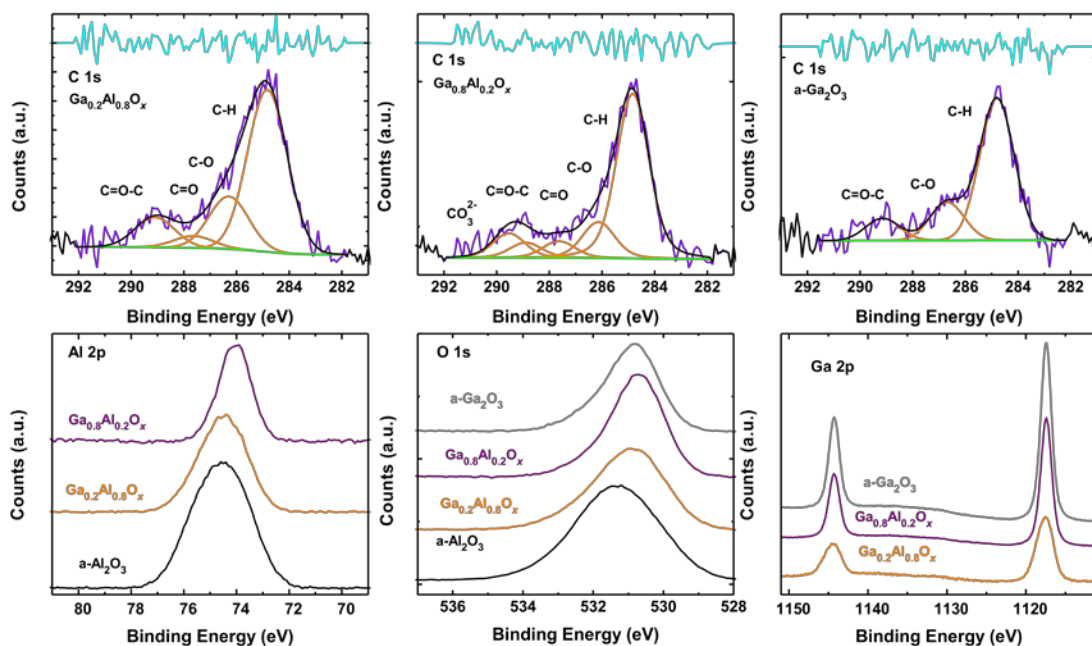 C 1s
Ga0.2Al0.8Ox
C-H
C-O
C=O-C
C=O
Counts (a.u.)
292 290 288 286 284 282
Binding Energy (eV)
C 1s
Ga0.8Al0.2Ox
C-H
C-O
C=O-C
C=O
CO3 2-
Counts (a.u.)
292 290 288 286 284 282
Binding Energy (eV)
C 1s
a-Ga2O3
C-H
C=O-C
C-O
Counts (a.u.)
292 290 288 286 284 282
Binding Energy (eV)
Al 2p
Ga0.8Al0.2Ox
Ga0.2Al0.8Ox
a-Al2O3
Counts (a.u.)
80 78 76 74 72 70
Binding Energy (eV)
O 1s
a-Ga2O3
Ga0.8Al0.2Ox
Ga0.2Al0.8Ox
a-Al2O3
Counts (a.u.)
536 534 532 530 528
Binding Energy (eV)
Ga 2p
a-Ga2O3
Ga0.8Al0.2Ox
Ga0.2Al0.8Ox
Counts (a.u.)
1150 1140 1130 1120
Binding Energy (eV)